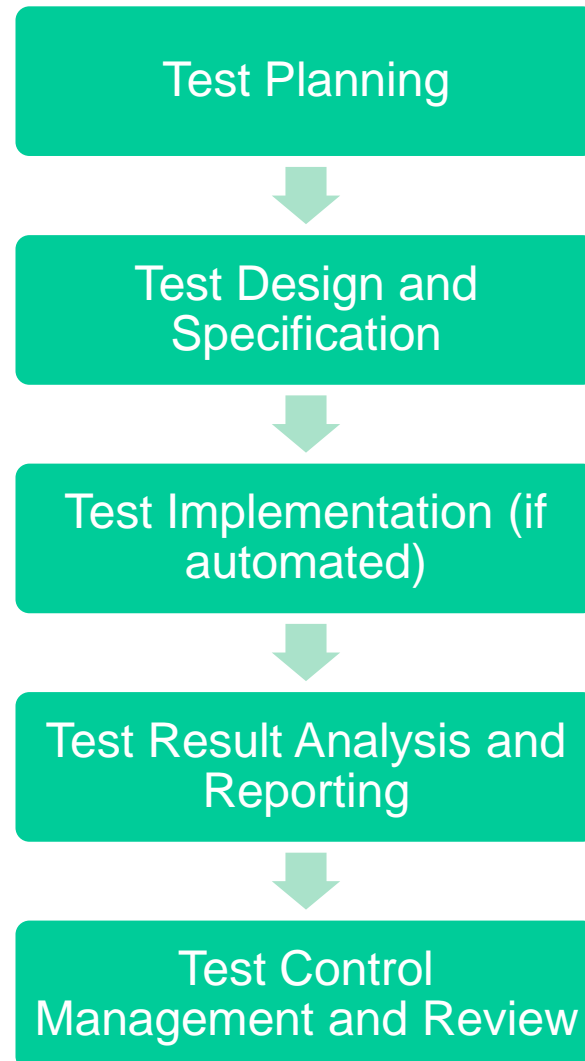 Test Planning
Test Design and
Specification
Test Implementation (if
automated)
Test Result Analysis and
Reporting
Test Control
Management and Review